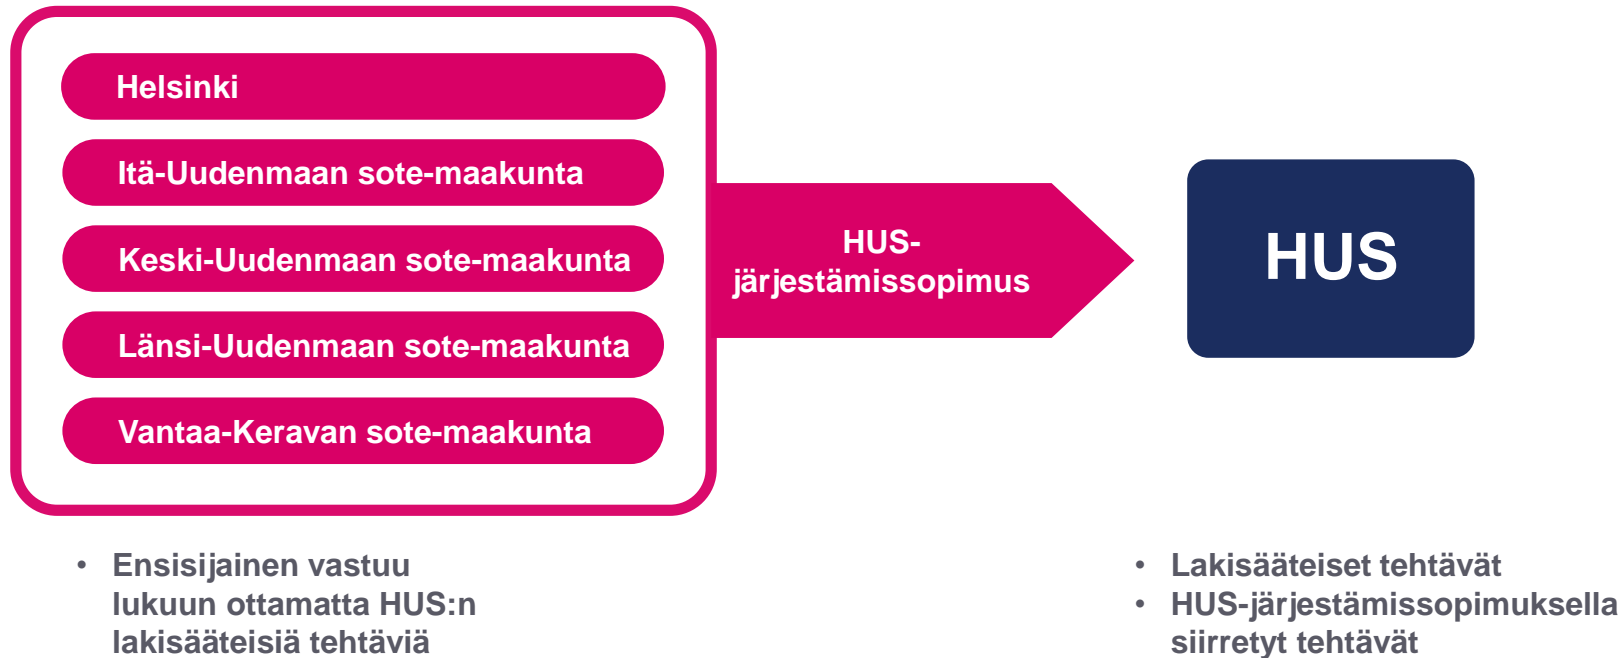 Helsinki
Itä-Uudenmaan sote-maakunta
Keski-Uudenmaan sote-maakunta
Länsi-Uudenmaan sote-maakunta
Vantaa-Keravan sote-maakunta
HUS-
järjestämissopimus
HUS
• Ensisijainen vastuu
lukuun ottamatta HUS:n
lakisääteisiä tehtäviä
• Lakisääteiset tehtävät
• HUS-järjestämissopimuksella
siirretyt tehtävät